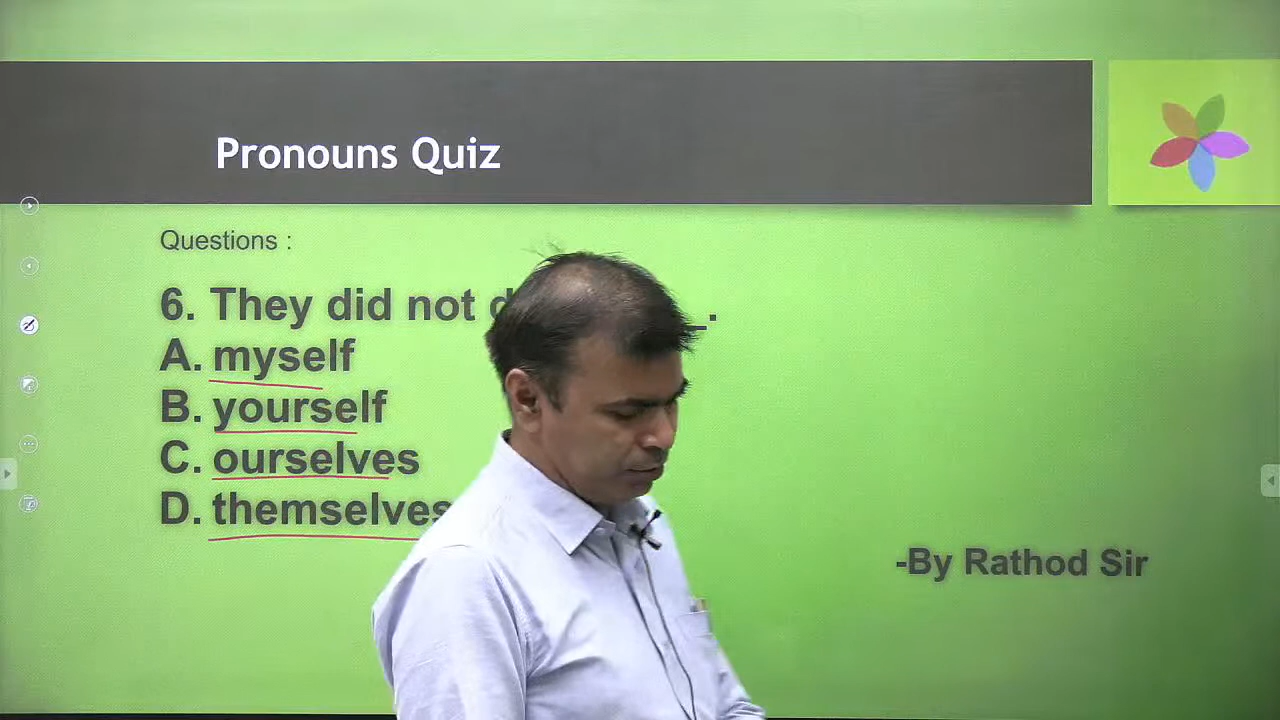 Pronouns Quiz
Questions :
6. They did not _.
A. myself
B. yourself
C. ourselves
D. themselves
-By Rathod Sir